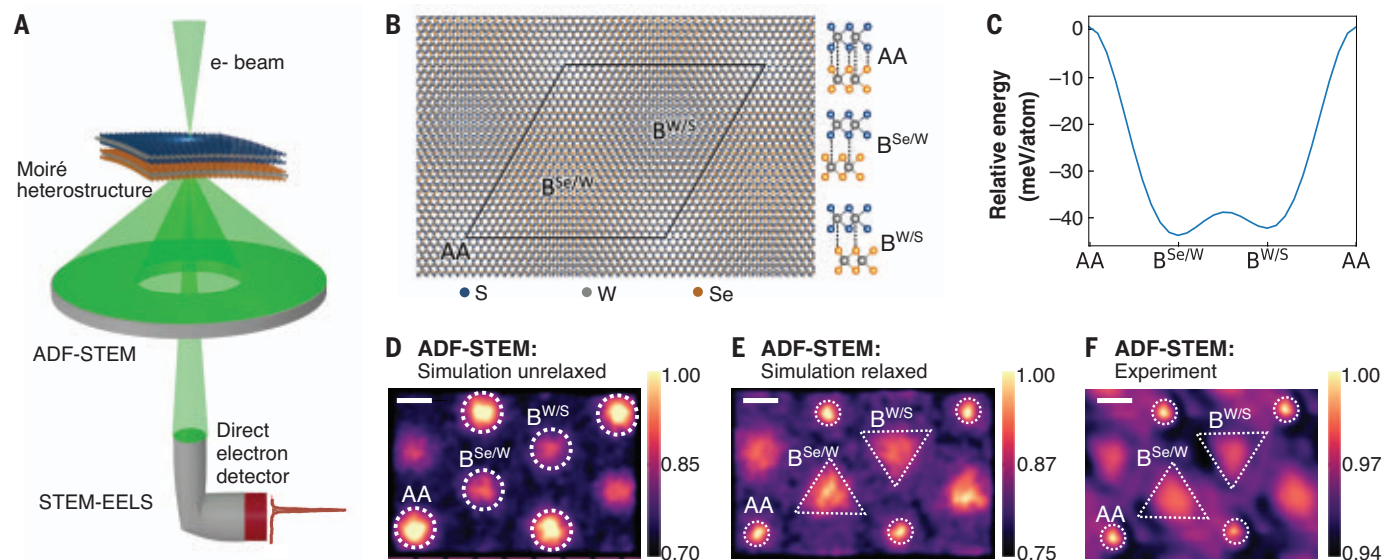 A
e- beam
Moiré
heterostructure
ADF-STEM
Direct
electron
detector
STEM-EELS
B
B^W/S
B^Se/W
AA
S
W
Se
AA
B^Se/W
B^W/S
C
Relative energy
(meV/atom)
0
−10
−20
−30
−40
AA
B^Se/W
B^W/S
AA
D
ADF-STEM:
Simulation unrelaxed
B^W/S
B^Se/W
AA
1.00
0.85
0.70
E
ADF-STEM:
Simulation relaxed
B^W/S
B^Se/W
AA
1.00
0.87
0.75
F
ADF-STEM:
Experiment
B^W/S
B^Se/W
AA
1.00
0.97
0.94